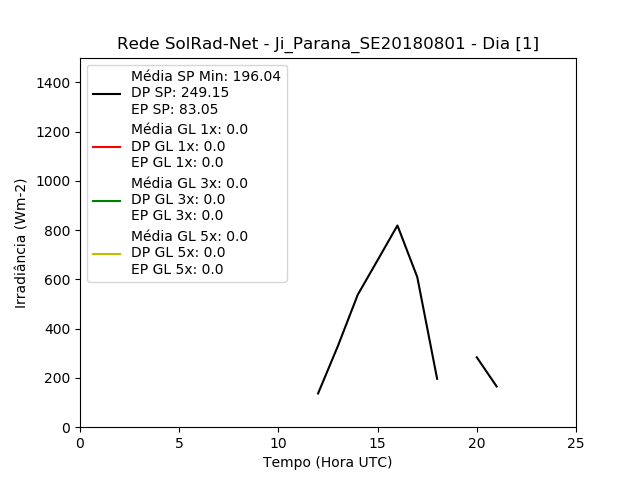 Rede SolRad-Net - Ji_Parana_SE20180801 - Dia [1]
Média SP Min: 196.04
DP SP: 249.15
EP SP: 83.05
Média GL 1x: 0.0
DP GL 1x: 0.0
EP GL 1x: 0.0
Média GL 3x: 0.0
DP GL 3x: 0.0
EP GL 3x: 0.0
Média GL 5x: 0.0
DP GL 5x: 0.0
EP GL 5x: 0.0
Irradiância (Wm-2)
1400
1200
1000
800
600
400
200
0
0 5 10 15 20 25
Tempo (Hora UTC)